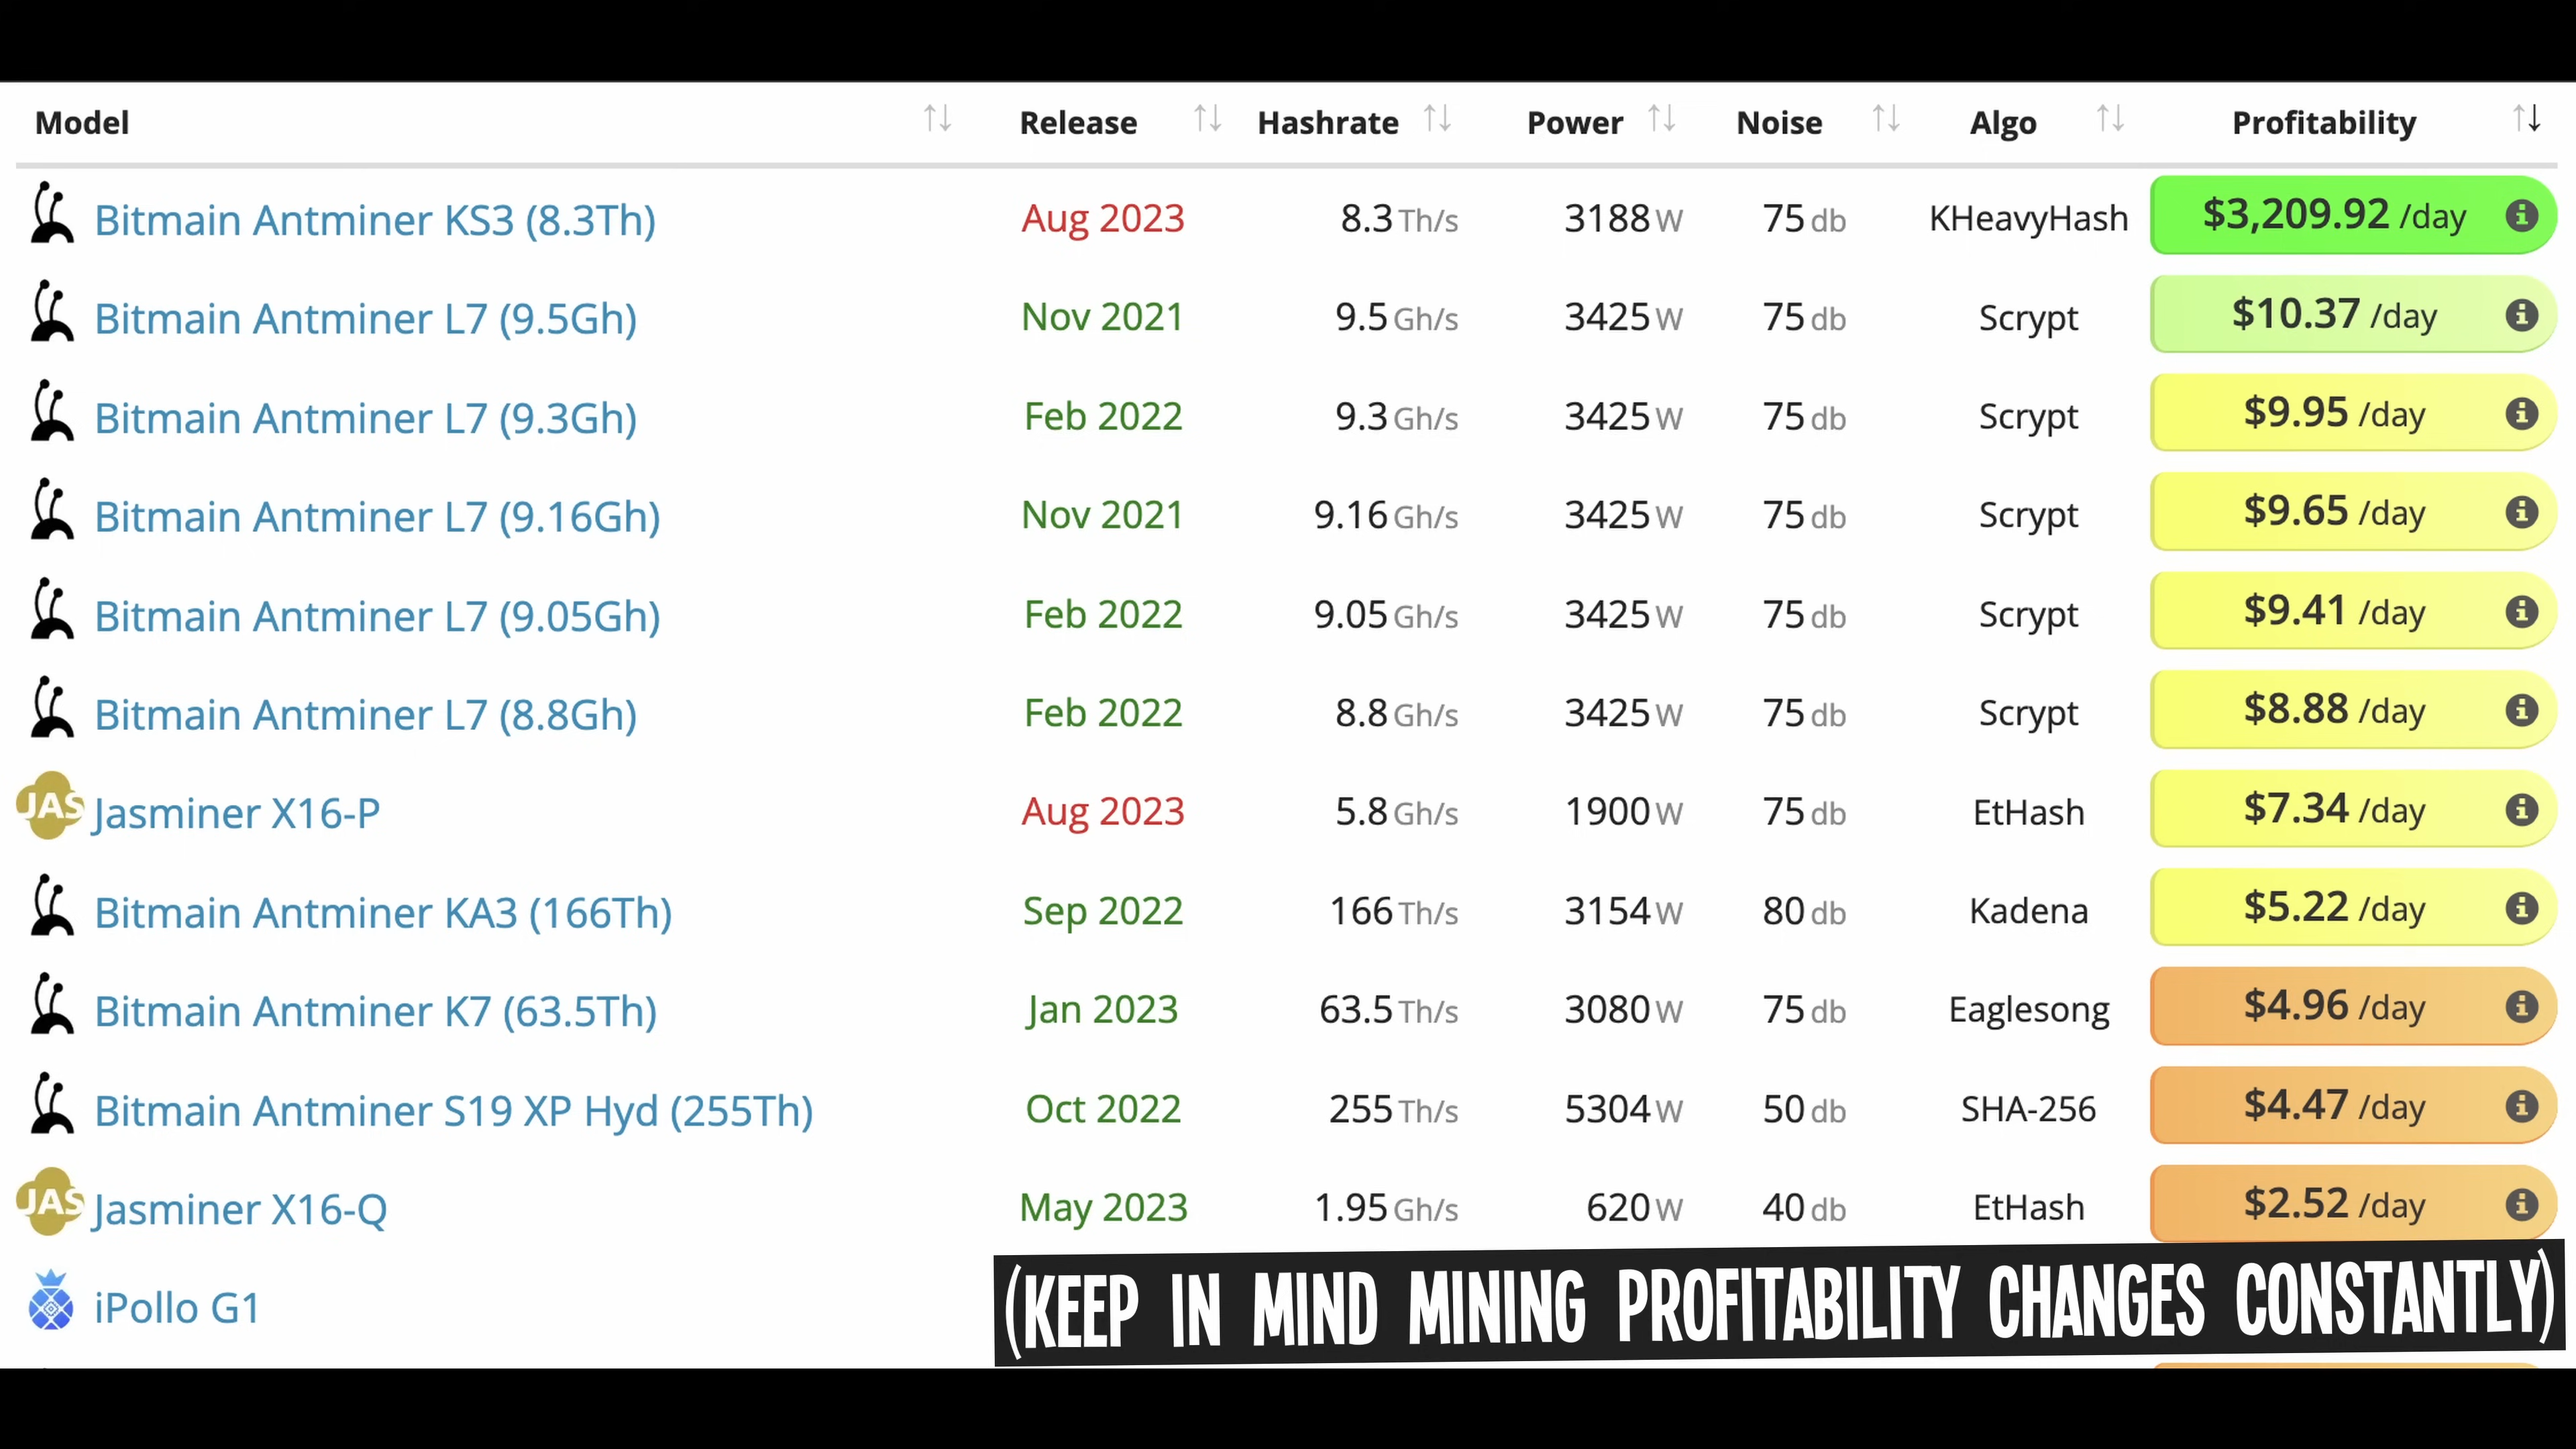 Model Release Hashrate Power Noise Algo Profitability
Bitmain Antminer KS3 (8.3Th) Aug 2023 8.3 Th/s 3188 W 75 db KHeavyHash $3,209.92 /day
Bitmain Antminer L7 (9.5Gh) Nov 2021 9.5 Gh/s 3425 W 75 db Scrypt $10.37 /day
Bitmain Antminer L7 (9.3Gh) Feb 2022 9.3 Gh/s 3425 W 75 db Scrypt $9.95 /day
Bitmain Antminer L7 (9.16Gh) Nov 2021 9.16 Gh/s 3425 W 75 db Scrypt $9.65 /day
Bitmain Antminer L7 (9.05Gh) Feb 2022 9.05 Gh/s 3425 W 75 db Scrypt $9.41 /day
Bitmain Antminer L7 (8.8Gh) Feb 2022 8.8 Gh/s 3425 W 75 db Scrypt $8.88 /day
JAS Jasminer X16-P Aug 2023 5.8 Gh/s 1900 W 75 db EtHash $7.34 /day
Bitmain Antminer KA3 (166Th) Sep 2022 166 Th/s 3154 W 80 db Kadena $5.22 /day
Bitmain Antminer K7 (63.5Th) Jan 2023 63.5 Th/s 3080 W 75 db Eaglesong $4.96 /day
Bitmain Antminer S19 XP Hyd (255Th) Oct 2022 255 Th/s 5304 W 50 db SHA-256 $4.47 /day
JAS Jasminer X16-Q May 2023 1.95 Gh/s 620 W 40 db EtHash $2.52 /day
iPollo G1
(KEEP IN MIND MINING PROFITABILITY CHANGES CONSTANTLY)